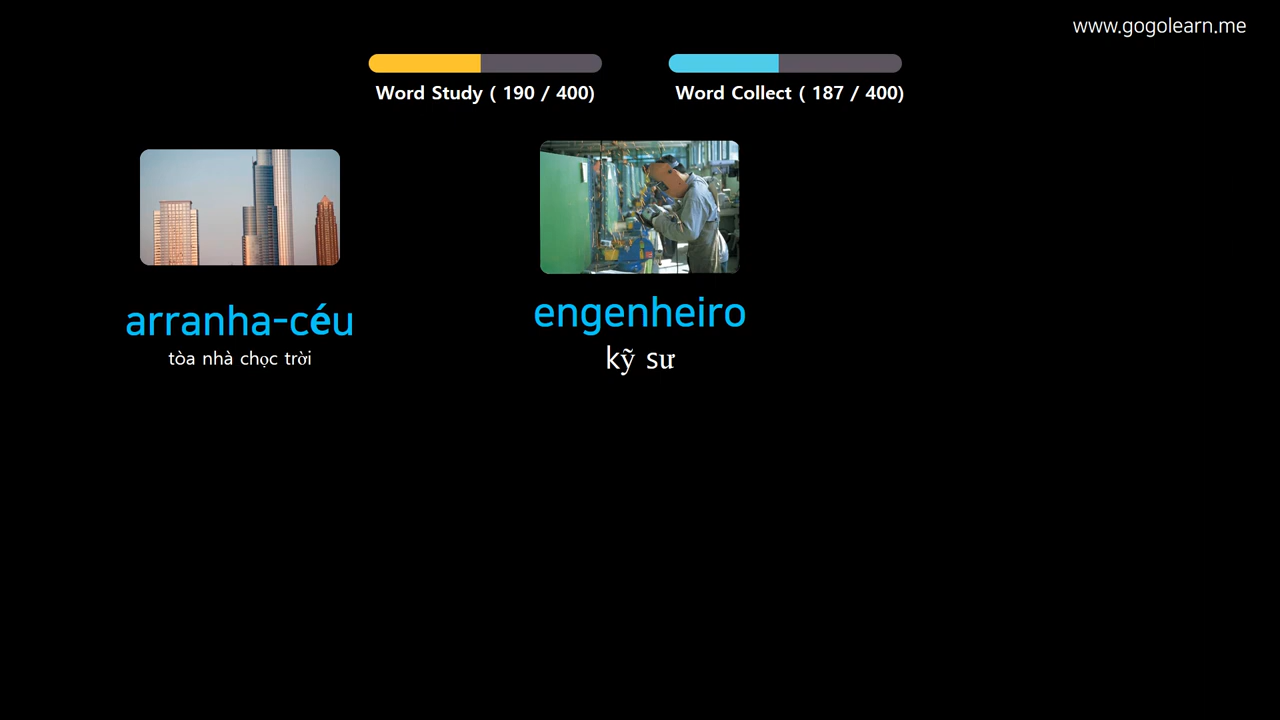 www.gogolearn.me
Word Study ( 190 / 400)
Word Collect ( 187 / 400)
arranha-céu
tòa nhà chọc trời
engenheiro
kỹ sư